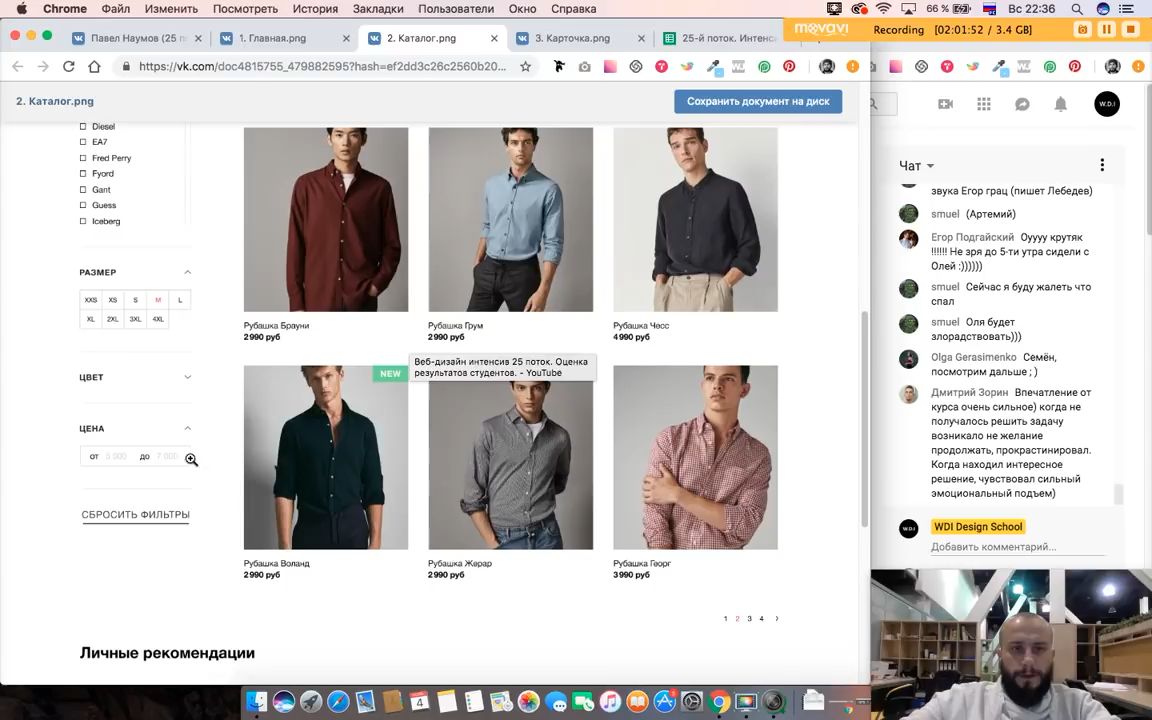 Chrome Файл Изменить Посмотреть История Закладки Пользователи Окно Справка 66 % Вс 22:36
movavi Recording [02:01:52 / 3.4 GB]
Павел Наумов (25 п
1. Главная.png
2. Каталог.png
3. Карточка.png
25-й поток. Интенси
https://vk.com/doc4815755_479882595?hash=ef2dd3c26c2560b20...
2. Каталог.png
Сохранить документ на диск
Diesel
EA7
Fred Perry
Fyord
Gant
Guess
Iceberg
РАЗМЕР
XXS XS S M L
XL 2XL 3XL 4XL
ЦВЕТ
ЦЕНА
от 5 000 до 7 000
СБРОСИТЬ ФИЛЬТРЫ
Рубашка Брауни
2 990 руб
Рубашка Грум
2 990 руб
Рубашка Чесс
4 990 руб
NEW
Веб-дизайн интенсив 25 поток. Оценка
результатов студентов. - YouTube
Рубашка Воланд
2 990 руб
Рубашка Жерар
2 990 руб
Рубашка Георг
3 990 руб
1 2 3 4
Личные рекомендации
W.D.I
Чат
звука Егор грац (пишет Лебедев)
smuel (Артемий)
Егор Подгайский Оуууу крутяк
!!!!!! Не зря до 5-ти утра сидели с
Олей :))))))
smuel Сейчас я буду жалеть что
спал
smuel Оля будет
злорадствовать)))
Olga Gerasimenko Семён,
посмотрим дальше ; )
Дмитрий Зорин Впечатление от
курса очень сильное) когда не
получалось решить задачу
возникало не желание
продолжать, прокрастинировал.
Когда находил интересное
решение, чувствовал сильный
эмоциональный подъем)
W.D.I
WDI Design School
Добавить комментарий...